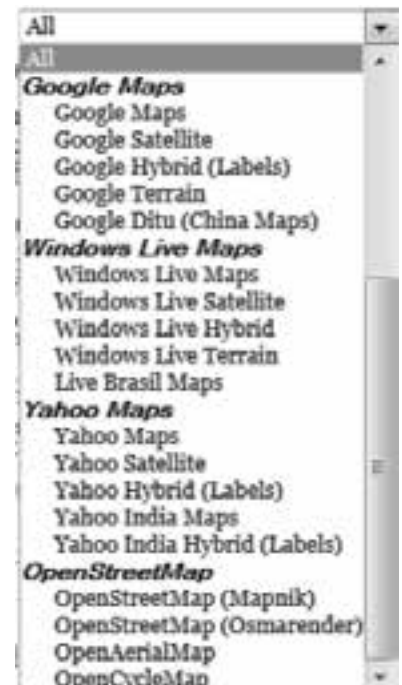 All
All
Google Maps
Google Maps
Google Satellite
Google Hybrid (Labels)
Google Terrain
Google Ditu (China Maps)
Windows Live Maps
Windows Live Maps
Windows Live Satellite
Windows Live Hybrid
Windows Live Terrain
Live Brasil Maps
Yahoo Maps
Yahoo Maps
Yahoo Satellite
Yahoo Hybrid (Labels)
Yahoo India Maps
Yahoo India Hybrid (Labels)
OpenStreetMap
OpenStreetMap (Mapnik)
OpenStreetMap (Osmarender)
OpenAerialMap
OpenCycleMap